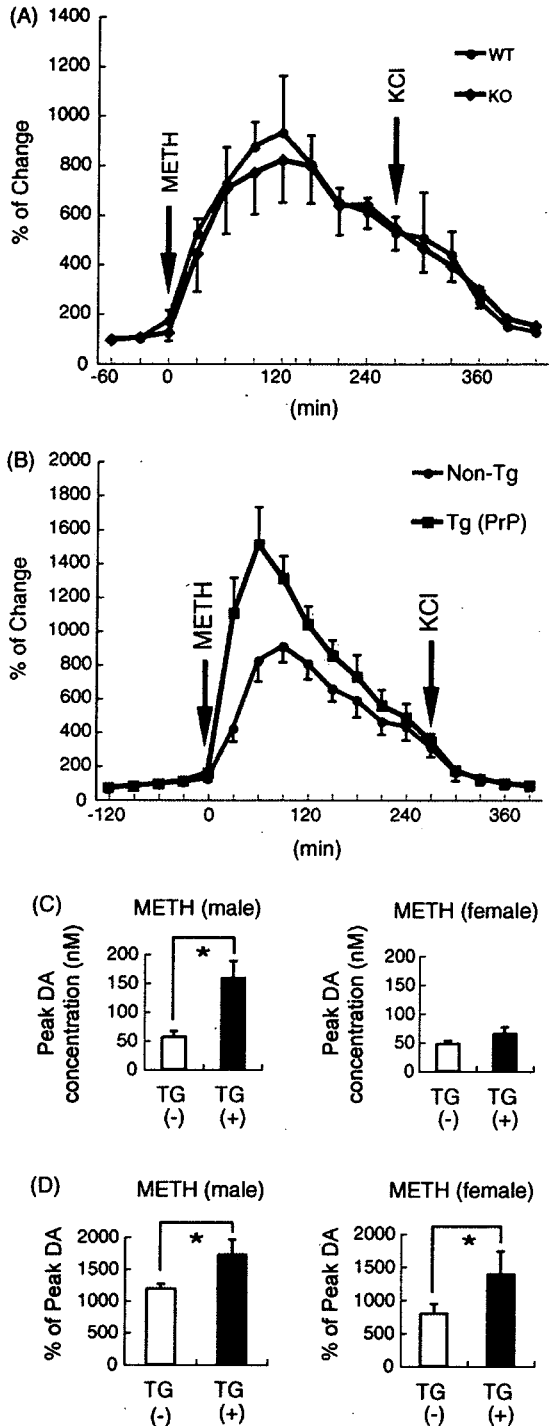 (A)
1400
1200
1000
800
600
400
200
0
% of Change
METH
KCl
WT
KO
-60 0 120 240 360
(min)
(B)
2000
1800
1600
1400
1200
1000
800
600
400
200
0
% of Change
METH
KCl
Non-Tg
Tg (PrP)
-120 0 120 240 360
(min)
(C)
METH (male)
Peak DA
concentration (nM)
200
150
100
50
0
*
TG TG
(-) (+)
METH (female)
Peak DA
concentration (nM)
200
150
100
50
0
TG TG
(-) (+)
(D)
METH (male)
% of Peak DA
2000
1500
1000
500
0
*
TG TG
(-) (+)
METH (female)
% of Peak DA
2000
1500
1000
500
0
*
TG TG
(-) (+)